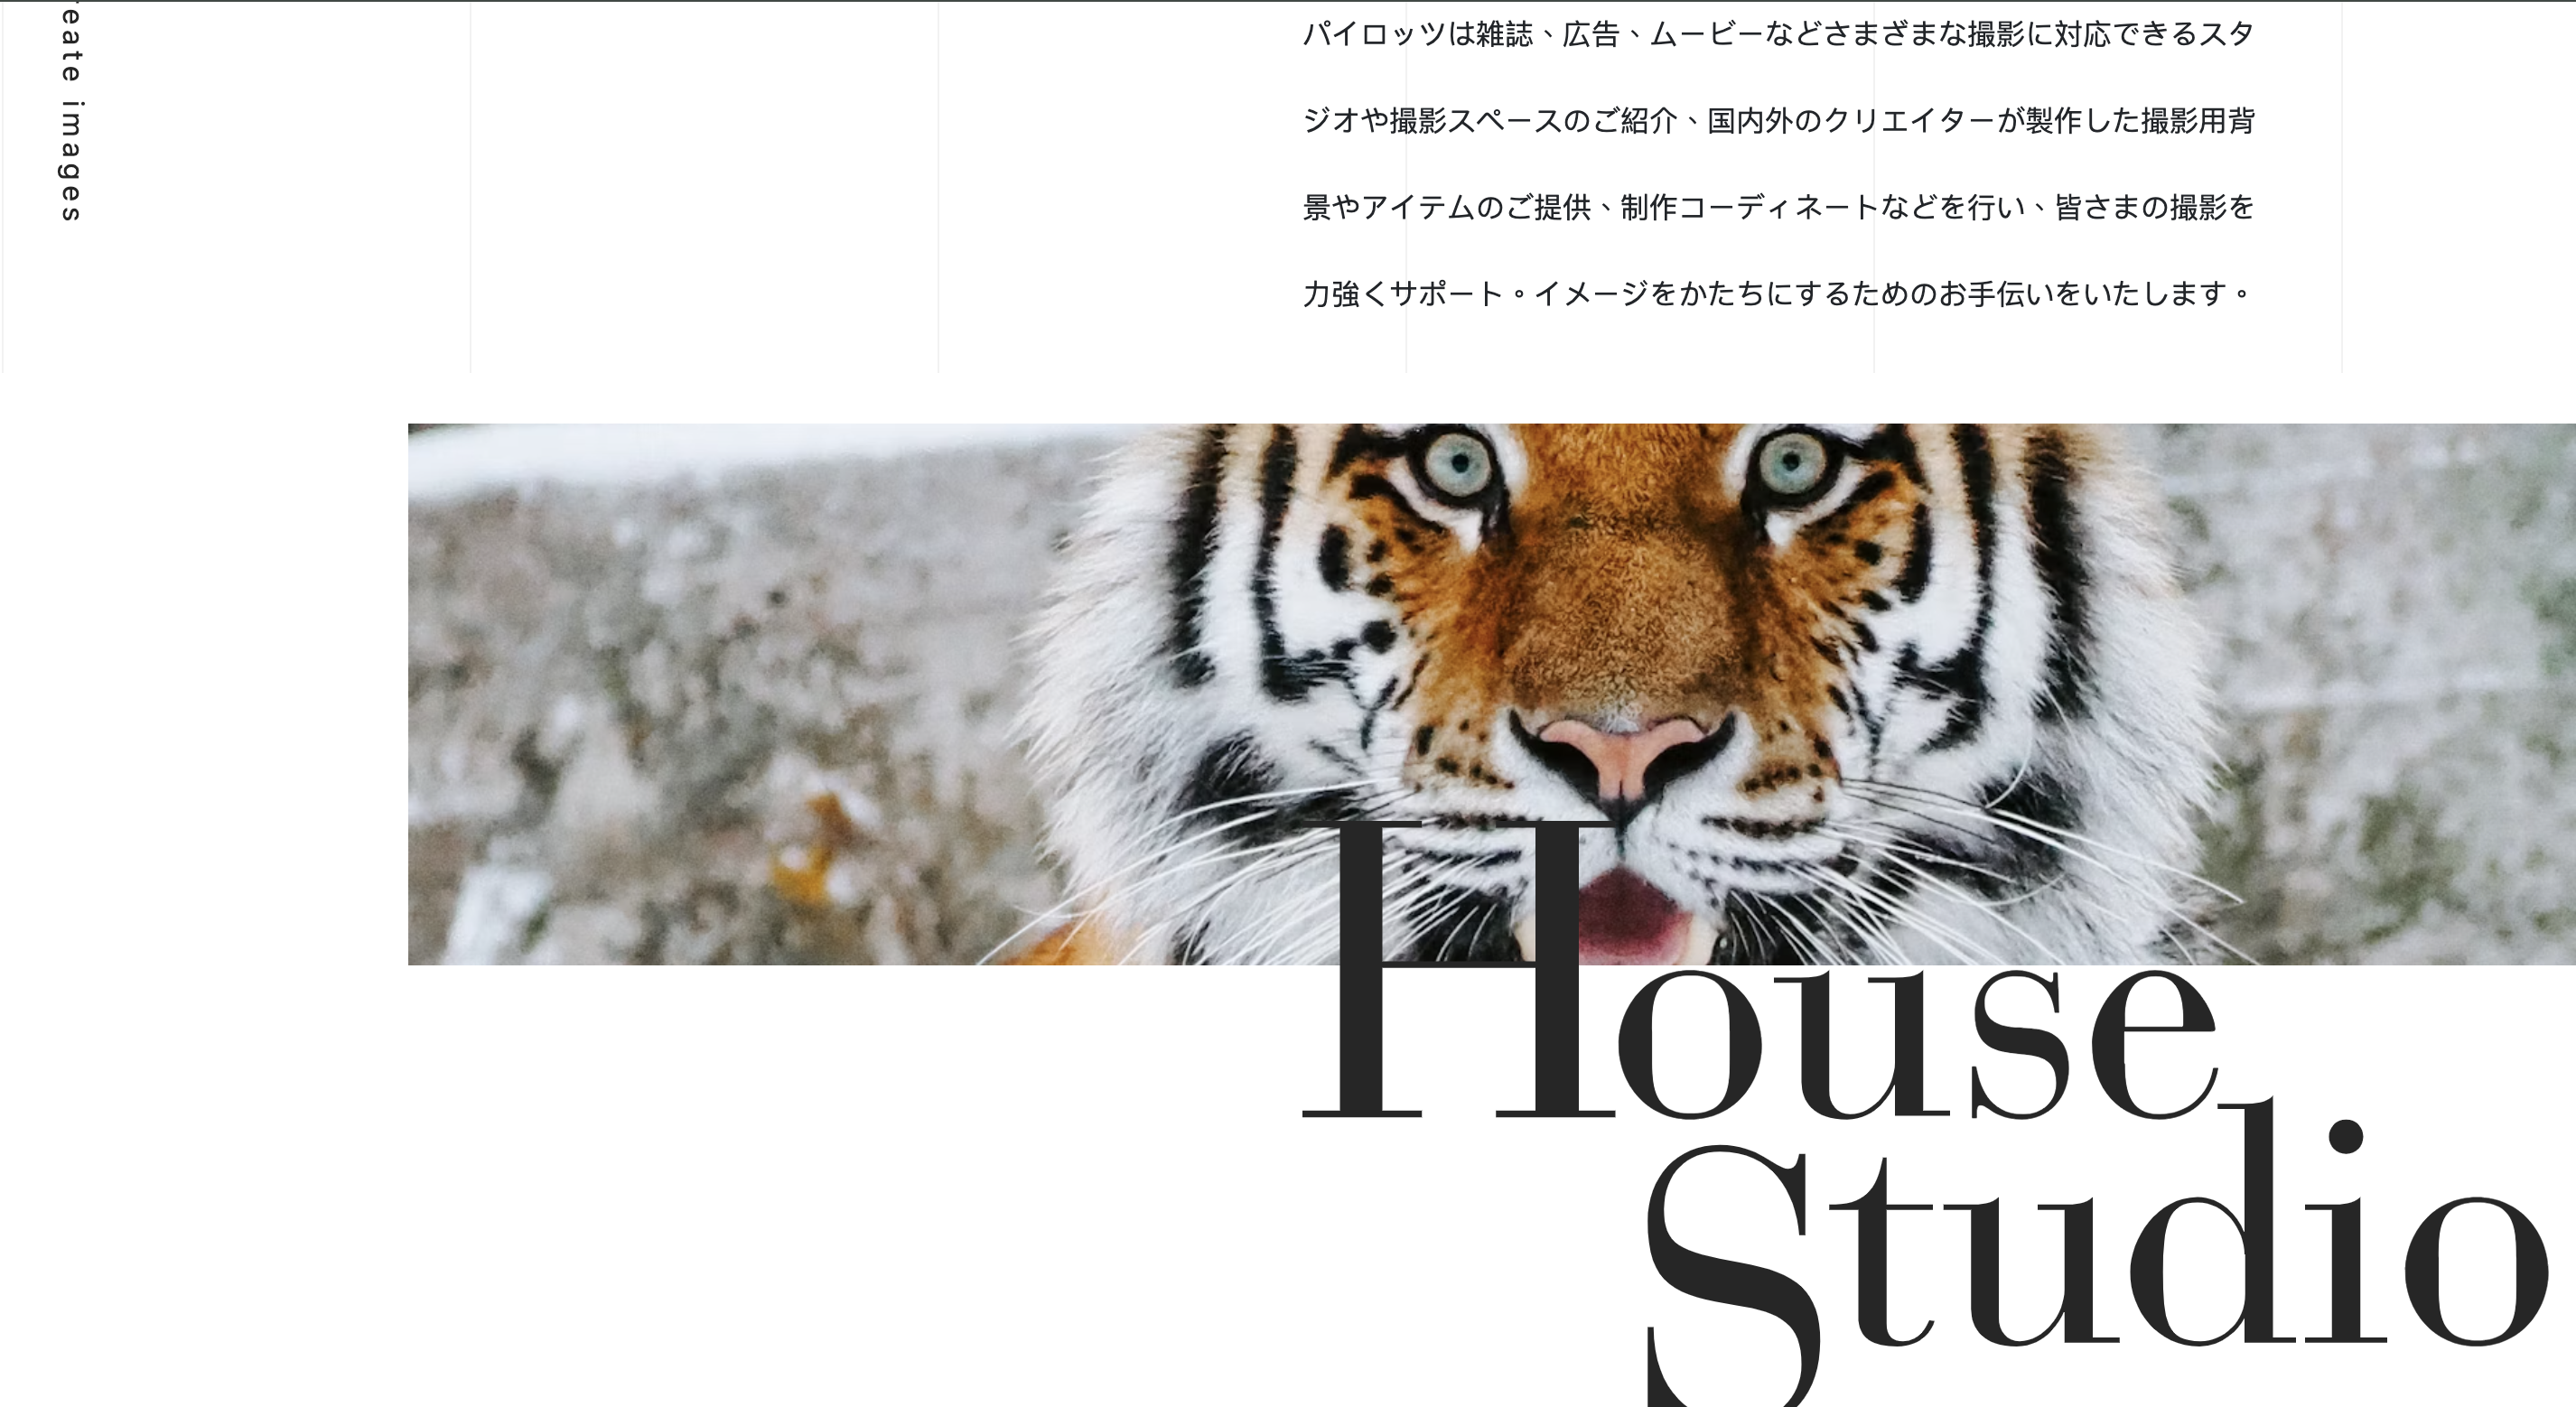 eate images
パイロッツは雑誌、広告、ムービーなどさまざまな撮影に対応できるスタ
ジオや撮影スペースのご紹介、国内外のクリエイターが製作した撮影用背
景やアイテムのご提供、制作コーディネートなどを行い、皆さまの撮影を
力強くサポート。イメージをかたちにするためのお手伝いをいたします。
House
Studio